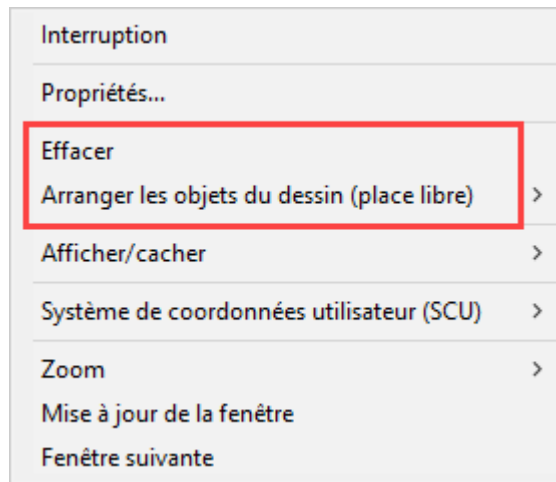 Interruption
Propriétés...
Effacer
Arranger les objets du dessin (place libre)
Afficher/cacher
Système de coordonnées utilisateur (SCU)
Zoom
Mise à jour de la fenêtre
Fenêtre suivante